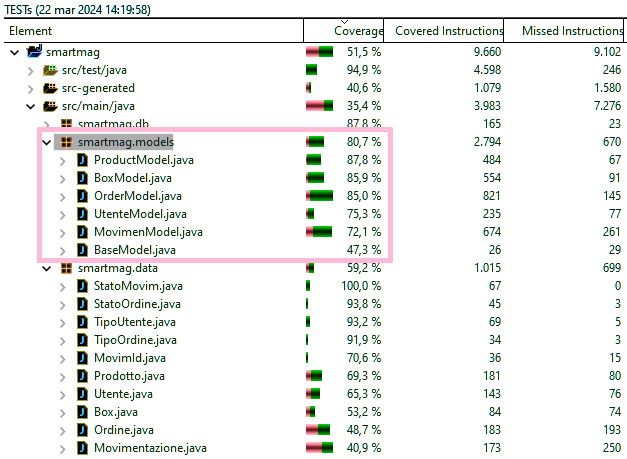 TESTs (22 mar 2024 14:19:58)
Element Coverage Covered Instructions Missed Instructions
smartmag 51,5 % 9.660 9.102
src/test/java 94,9 % 4.598 246
src-generated 40,6 % 1.079 1.580
src/main/java 35,4 % 3.983 7.276
smartmag.db 87,8 % 165 23
smartmag.models 80,7 % 2.794 670
ProductModel.java 87,8 % 484 67
BoxModel.java 85,9 % 554 91
OrderModel.java 85,0 % 821 145
UtenteModel.java 75,3 % 235 77
MovimenModel.java 72,1 % 674 261
BaseModel.java 47,3 % 26 29
smartmag.data 59,2 % 1.015 699
StatoMovim.java 100,0 % 67 0
StatoOrdine.java 93,8 % 45 3
TipoUtente.java 93,2 % 69 5
TipoOrdine.java 91,9 % 34 3
MovimId.java 70,6 % 36 15
Prodotto.java 69,3 % 181 80
Utente.java 65,3 % 143 76
Box.java 53,2 % 84 74
Ordine.java 48,7 % 183 193
Movimentazione.java 40,9 % 173 250